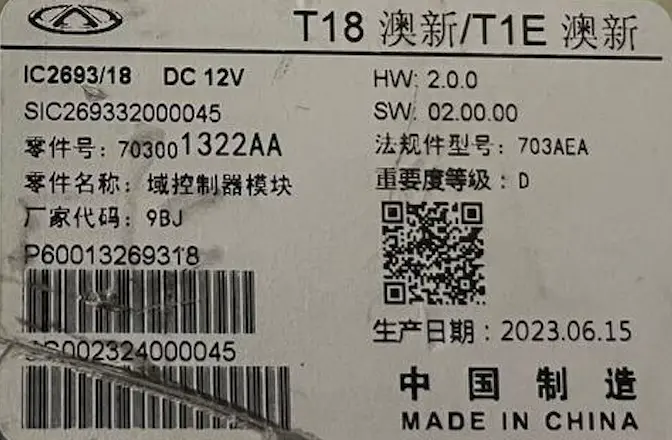 T18 澳新/T1E 澳新
IC2693/18 DC 12V
HW: 2.0.0
SIC269332000045
SW: 02.00.00
零件号: 703001322AA
法规件型号: 703AEA
零件名称: 域控制器模块
重要度等級: D
厂家代码: 9BJ
P60013269318
生产日期: 2023.06.15
S002324000045
中国制造
MADE IN CHINA